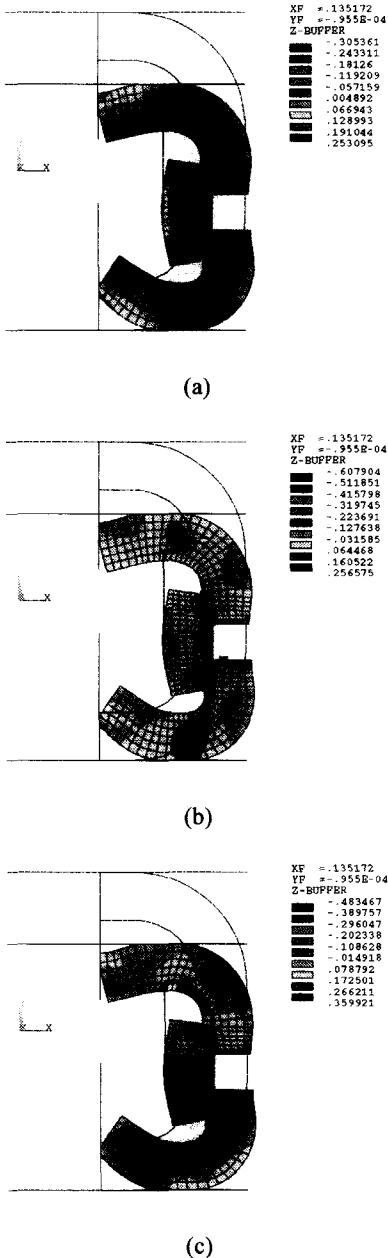 XF =.135172
YF =-.955E-04
Z-BUFFER
-.305361
-.243311
-.18126
-.119209
-.057159
.004892
.066943
.128993
.191044
.253095
X
(a)
XF =.135172
YF =-.955E-04
Z-BUFFER
-.607904
-.511851
-.415798
-.319745
-.223691
-.127638
-.031585
.064468
.160522
.256575
X
(b)
XF =.135172
YF =-.955E-04
Z-BUFFER
-.483467
-.389757
-.296047
-.202338
-.108628
-.014918
.078792
.172501
.266211
.359921
X
(c)